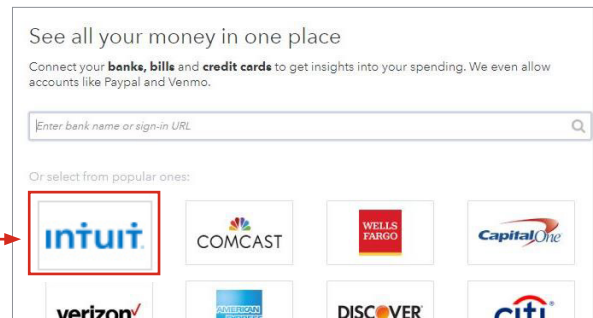 See all your money in one place
Connect your banks, bills and credit cards to get insights into your spending. We even allow
accounts like Paypal and Venmo.
Enter bank name or sign-in URL
Or select from popular ones:
intuit
COMCAST
WELLS
FARGO
CapitalOne
verizon
AMERICAN
DISCOVER
citi